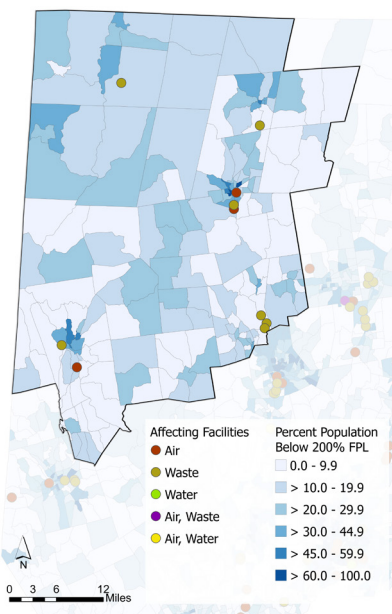 Affecting Facilities
Air
Waste
Water
Air, Waste
Air, Water
Percent Population
Below 200% FPL
0.0 - 9.9
> 10.0 - 19.9
> 20.0 - 29.9
> 30.0 - 44.9
> 45.0 - 59.9
> 60.0 - 100.0
N
0 3 6 12
Miles